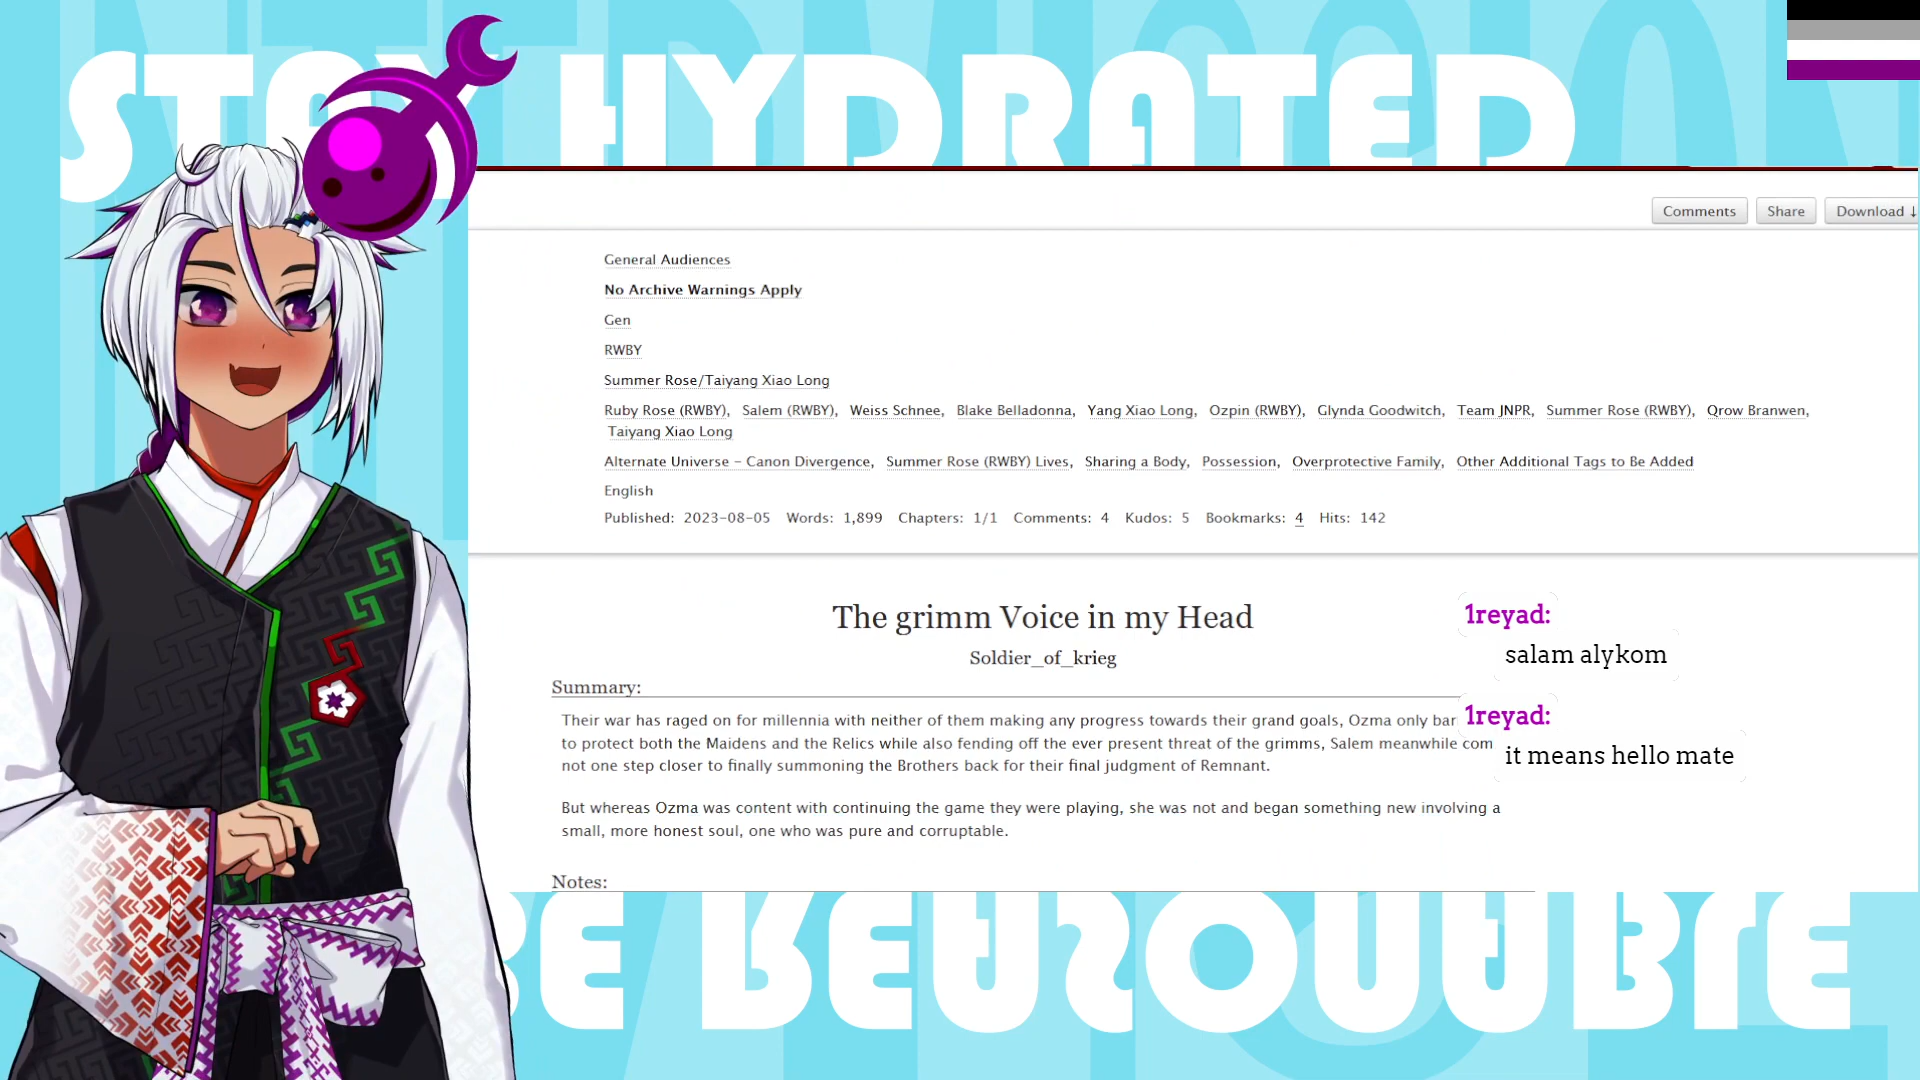 STAY HYDRATED
Comments Share Download ↓
General Audiences
No Archive Warnings Apply
Gen
RWBY
Summer Rose/Taiyang Xiao Long
Ruby Rose (RWBY), Salem (RWBY), Weiss Schnee, Blake Belladonna, Yang Xiao Long, Ozpin (RWBY), Glynda Goodwitch, Team JNPR, Summer Rose (RWBY), Qrow Branwen,
Taiyang Xiao Long
Alternate Universe - Canon Divergence, Summer Rose (RWBY) Lives, Sharing a Body, Possession, Overprotective Family, Other Additional Tags to Be Added
English
Published: 2023-08-05 Words: 1,899 Chapters: 1/1 Comments: 4 Kudos: 5 Bookmarks: 4 Hits: 142
The grimm Voice in my Head
Soldier_of_krieg
Summary:
Their war has raged on for millennia with neither of them making any progress towards their grand goals, Ozma only bar
to protect both the Maidens and the Relics while also fending off the ever present threat of the grimms, Salem meanwhile com
not one step closer to finally summoning the Brothers back for their final judgment of Remnant.
But whereas Ozma was content with continuing the game they were playing, she was not and began something new involving a
small, more honest soul, one who was pure and corruptable.
Notes:
1reyad:
salam alykom
1reyad:
it means hello mate
BE